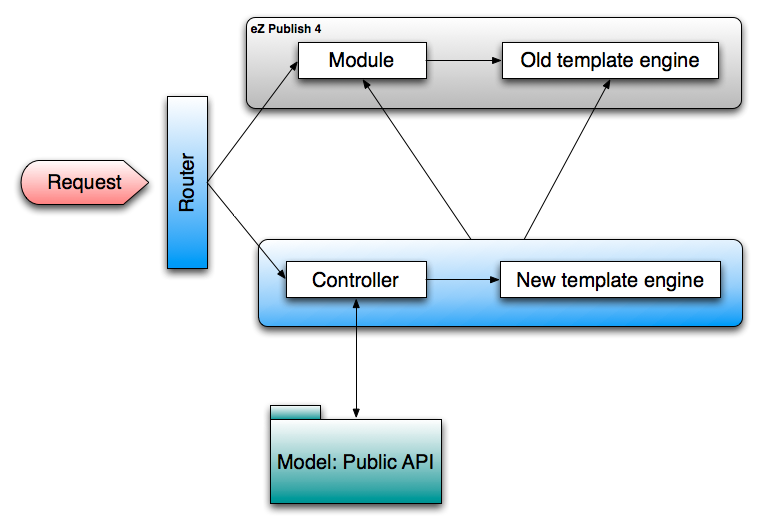 eZ Publish 4
Module
Old template engine
Request
Router
Controller
New template engine
Model: Public API